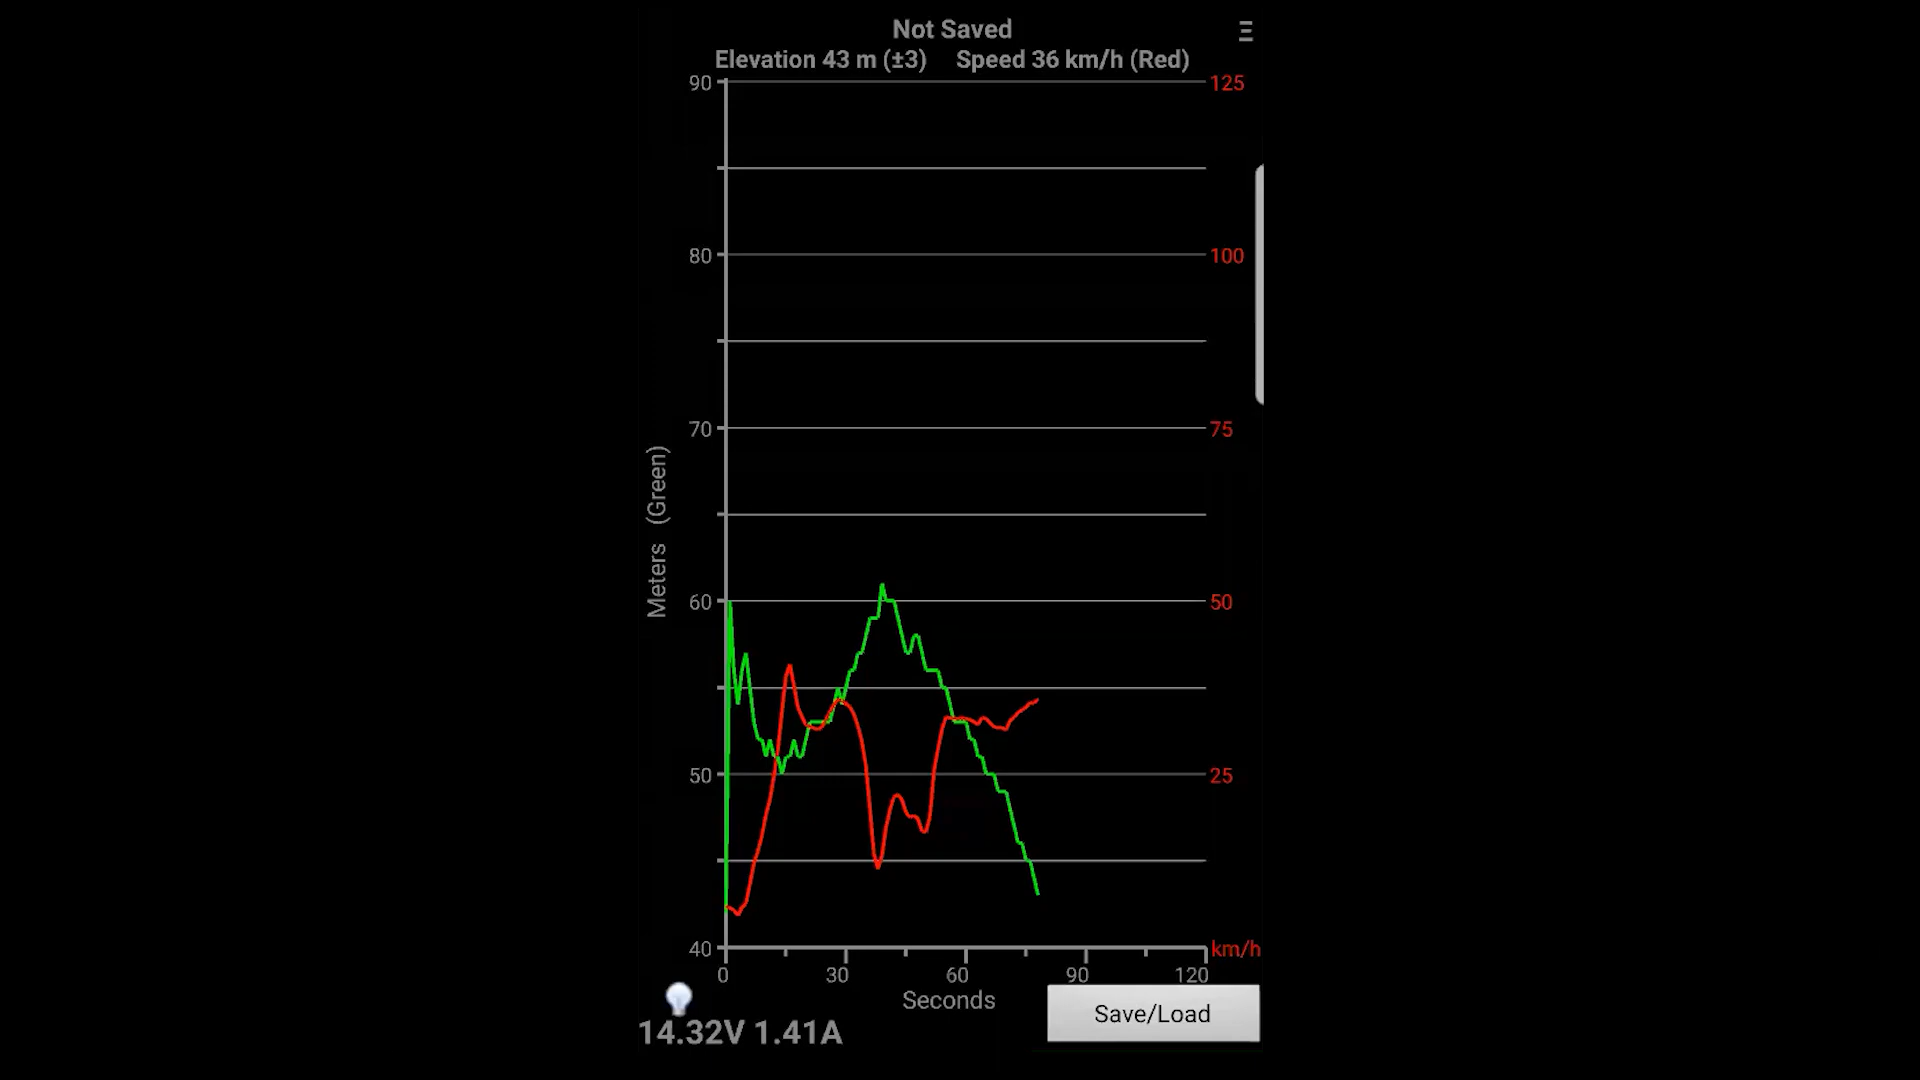 Not Saved
Elevation 43 m (±3) Speed 36 km/h (Red)
90 125
80 100
70 75
Meters (Green)
60 50
50 25
40 km/h
0 30 60 90 120
Seconds
Save/Load
14.32V 1.41A